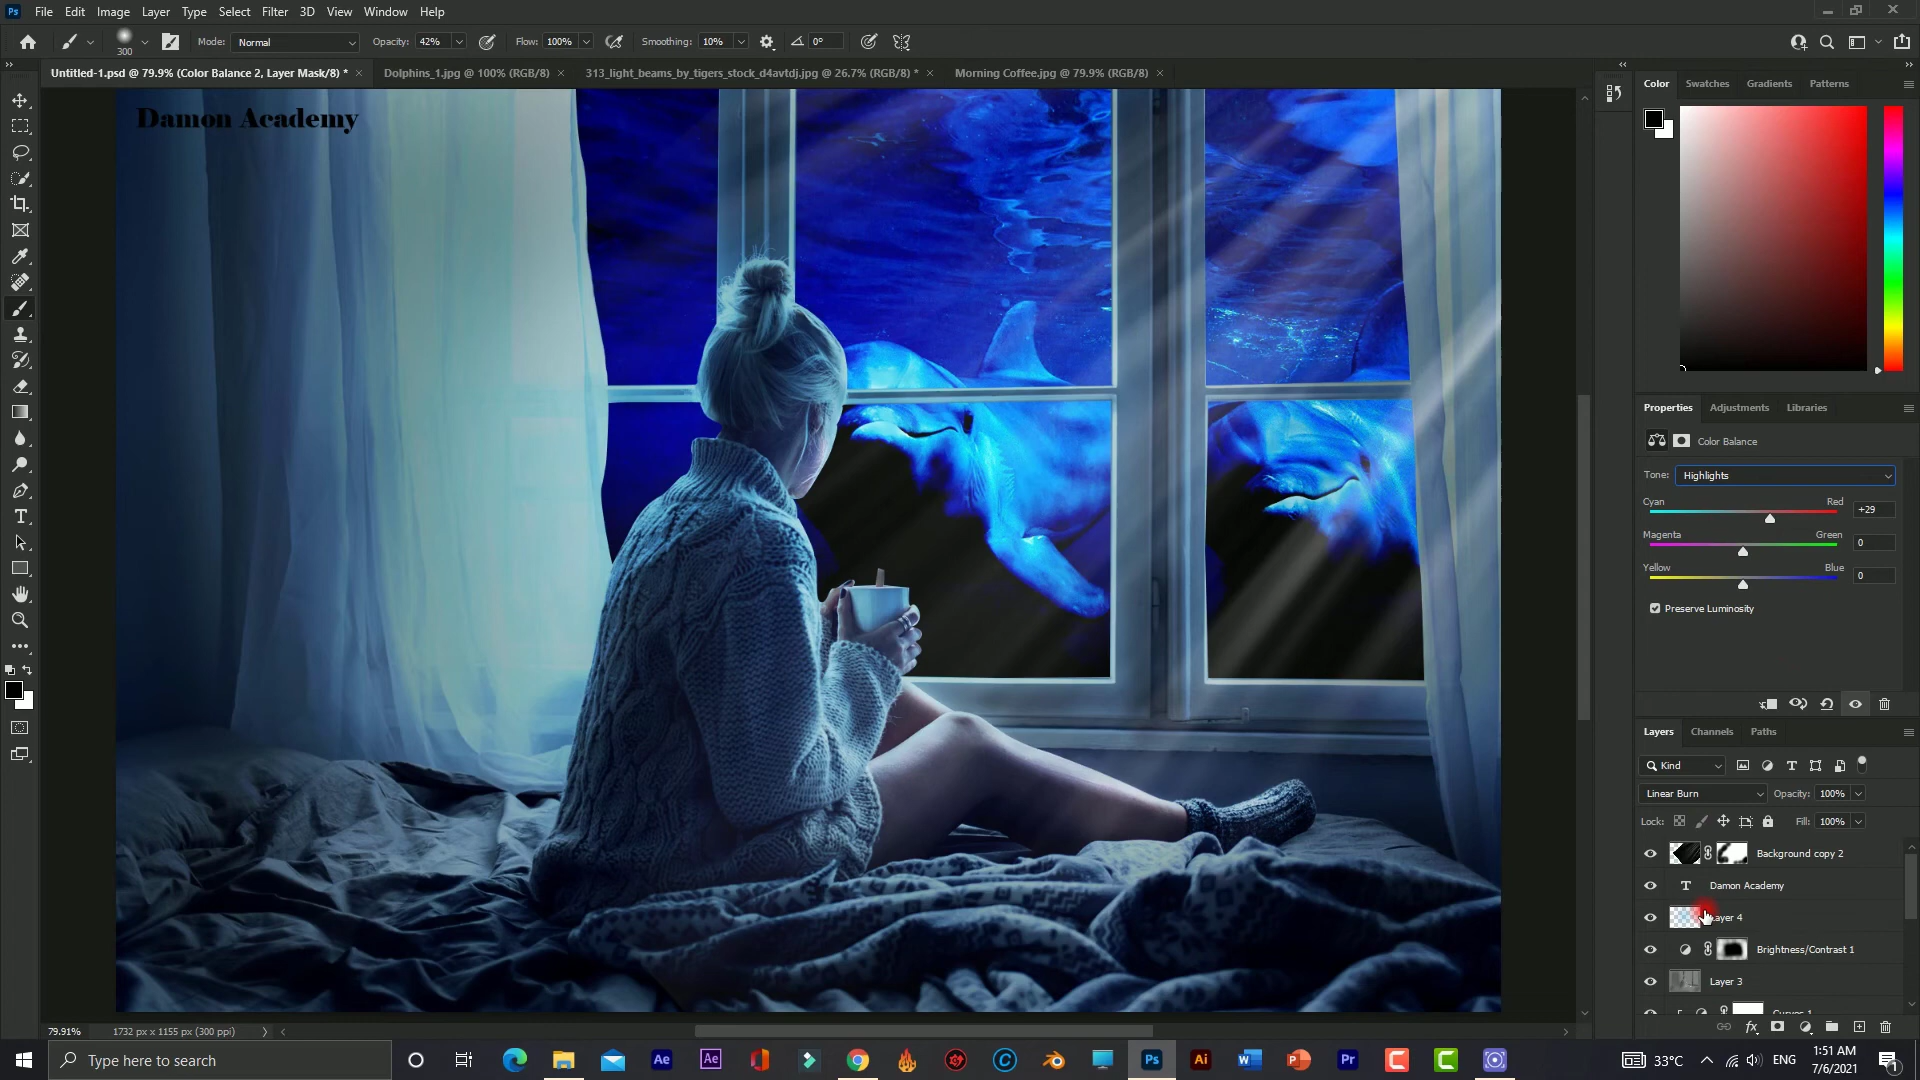 File Edit Image Layer Type Select Filter 3D View Window Help
300 Mode: Normal Opacity: 42% Flow: 100% Smoothing: 10% 0°
Untitled-1.psd @ 79.9% (Color Balance 2, Layer Mask/8) * Dolphins_1.jpg @ 100% (RGB/8) 313_light_beams_by_tigers_stock_d4avtdj.jpg @ 26.7% (RGB/8) * Morning Coffee.jpg @ 79.9% (RGB/8)
Damon Academy
Color Swatches Gradients Patterns
Properties Adjustments Libraries
Color Balance
Tone: Highlights
Cyan Red +29
Magenta Green 0
Yellow Blue 0
Preserve Luminosity
Layers Channels Paths
Kind
Linear Burn Opacity: 100%
Lock: Fill: 100%
Background copy 2
Damon Academy
Layer 4
Brightness/Contrast 1
Layer 3
Curves 1
79.91% 1732 px x 1155 px (300 ppi)
Type here to search
33°C ENG 1:51 AM
7/6/2021